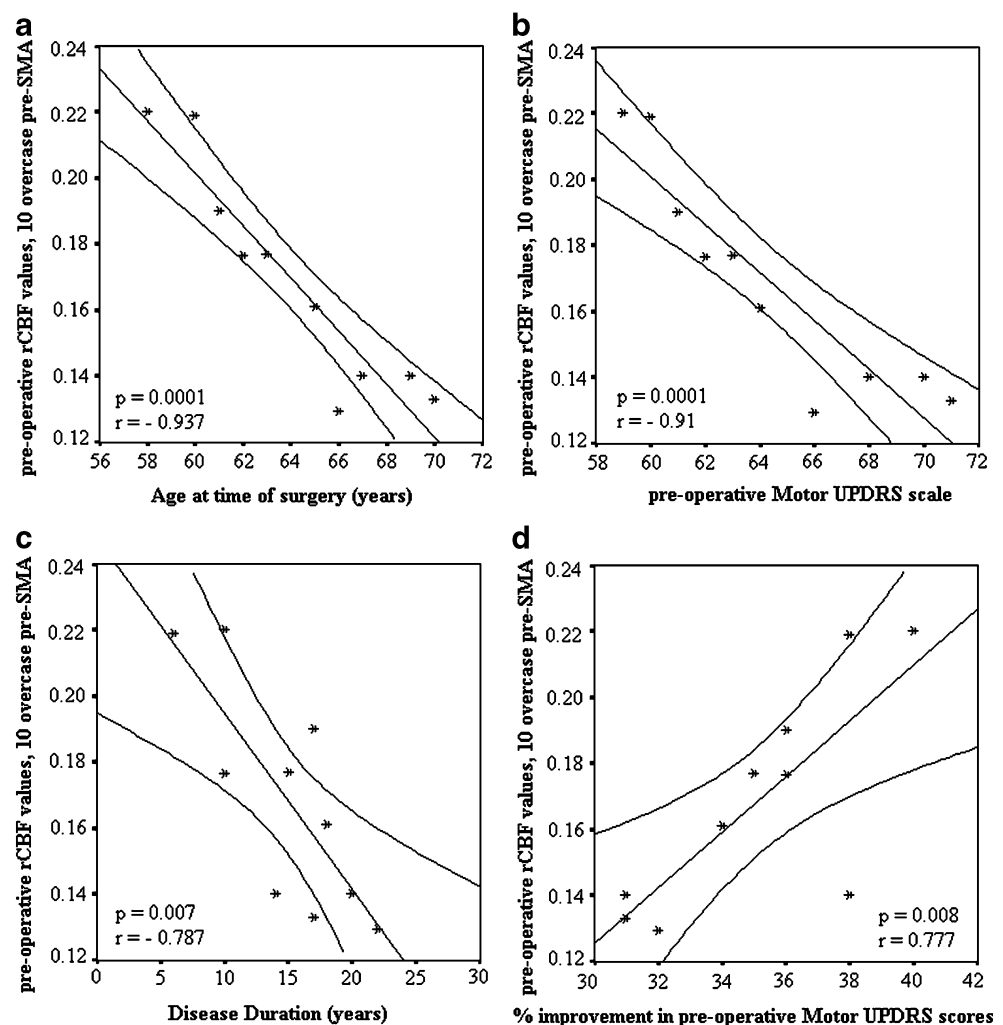 a
pre-operative rCBF values, 10 overcase pre-SMA
0.24
0.22
0.20
0.18
0.16
0.14
0.12
p = 0.0001
r = - 0.937
56 58 60 62 64 66 68 70 72
Age at time of surgery (years)
b
pre-operative rCBF values, 10 overcase pre-SMA
0.24
0.22
0.20
0.18
0.16
0.14
0.12
p = 0.0001
r = - 0.91
58 60 62 64 66 68 70 72
pre-operative Motor UPDRS scale
c
pre-operative rCBF values, 10 overcase pre-SMA
0.24
0.22
0.20
0.18
0.16
0.14
0.12
p = 0.007
r = - 0.787
0 5 10 15 20 25 30
Disease Duration (years)
d
pre-operative rCBF values, 10 overcase pre-SMA
0.24
0.22
0.20
0.18
0.16
0.14
0.12
p = 0.008
r = 0.777
30 32 34 36 38 40 42
% improvement in pre-operative Motor UPDRS scores